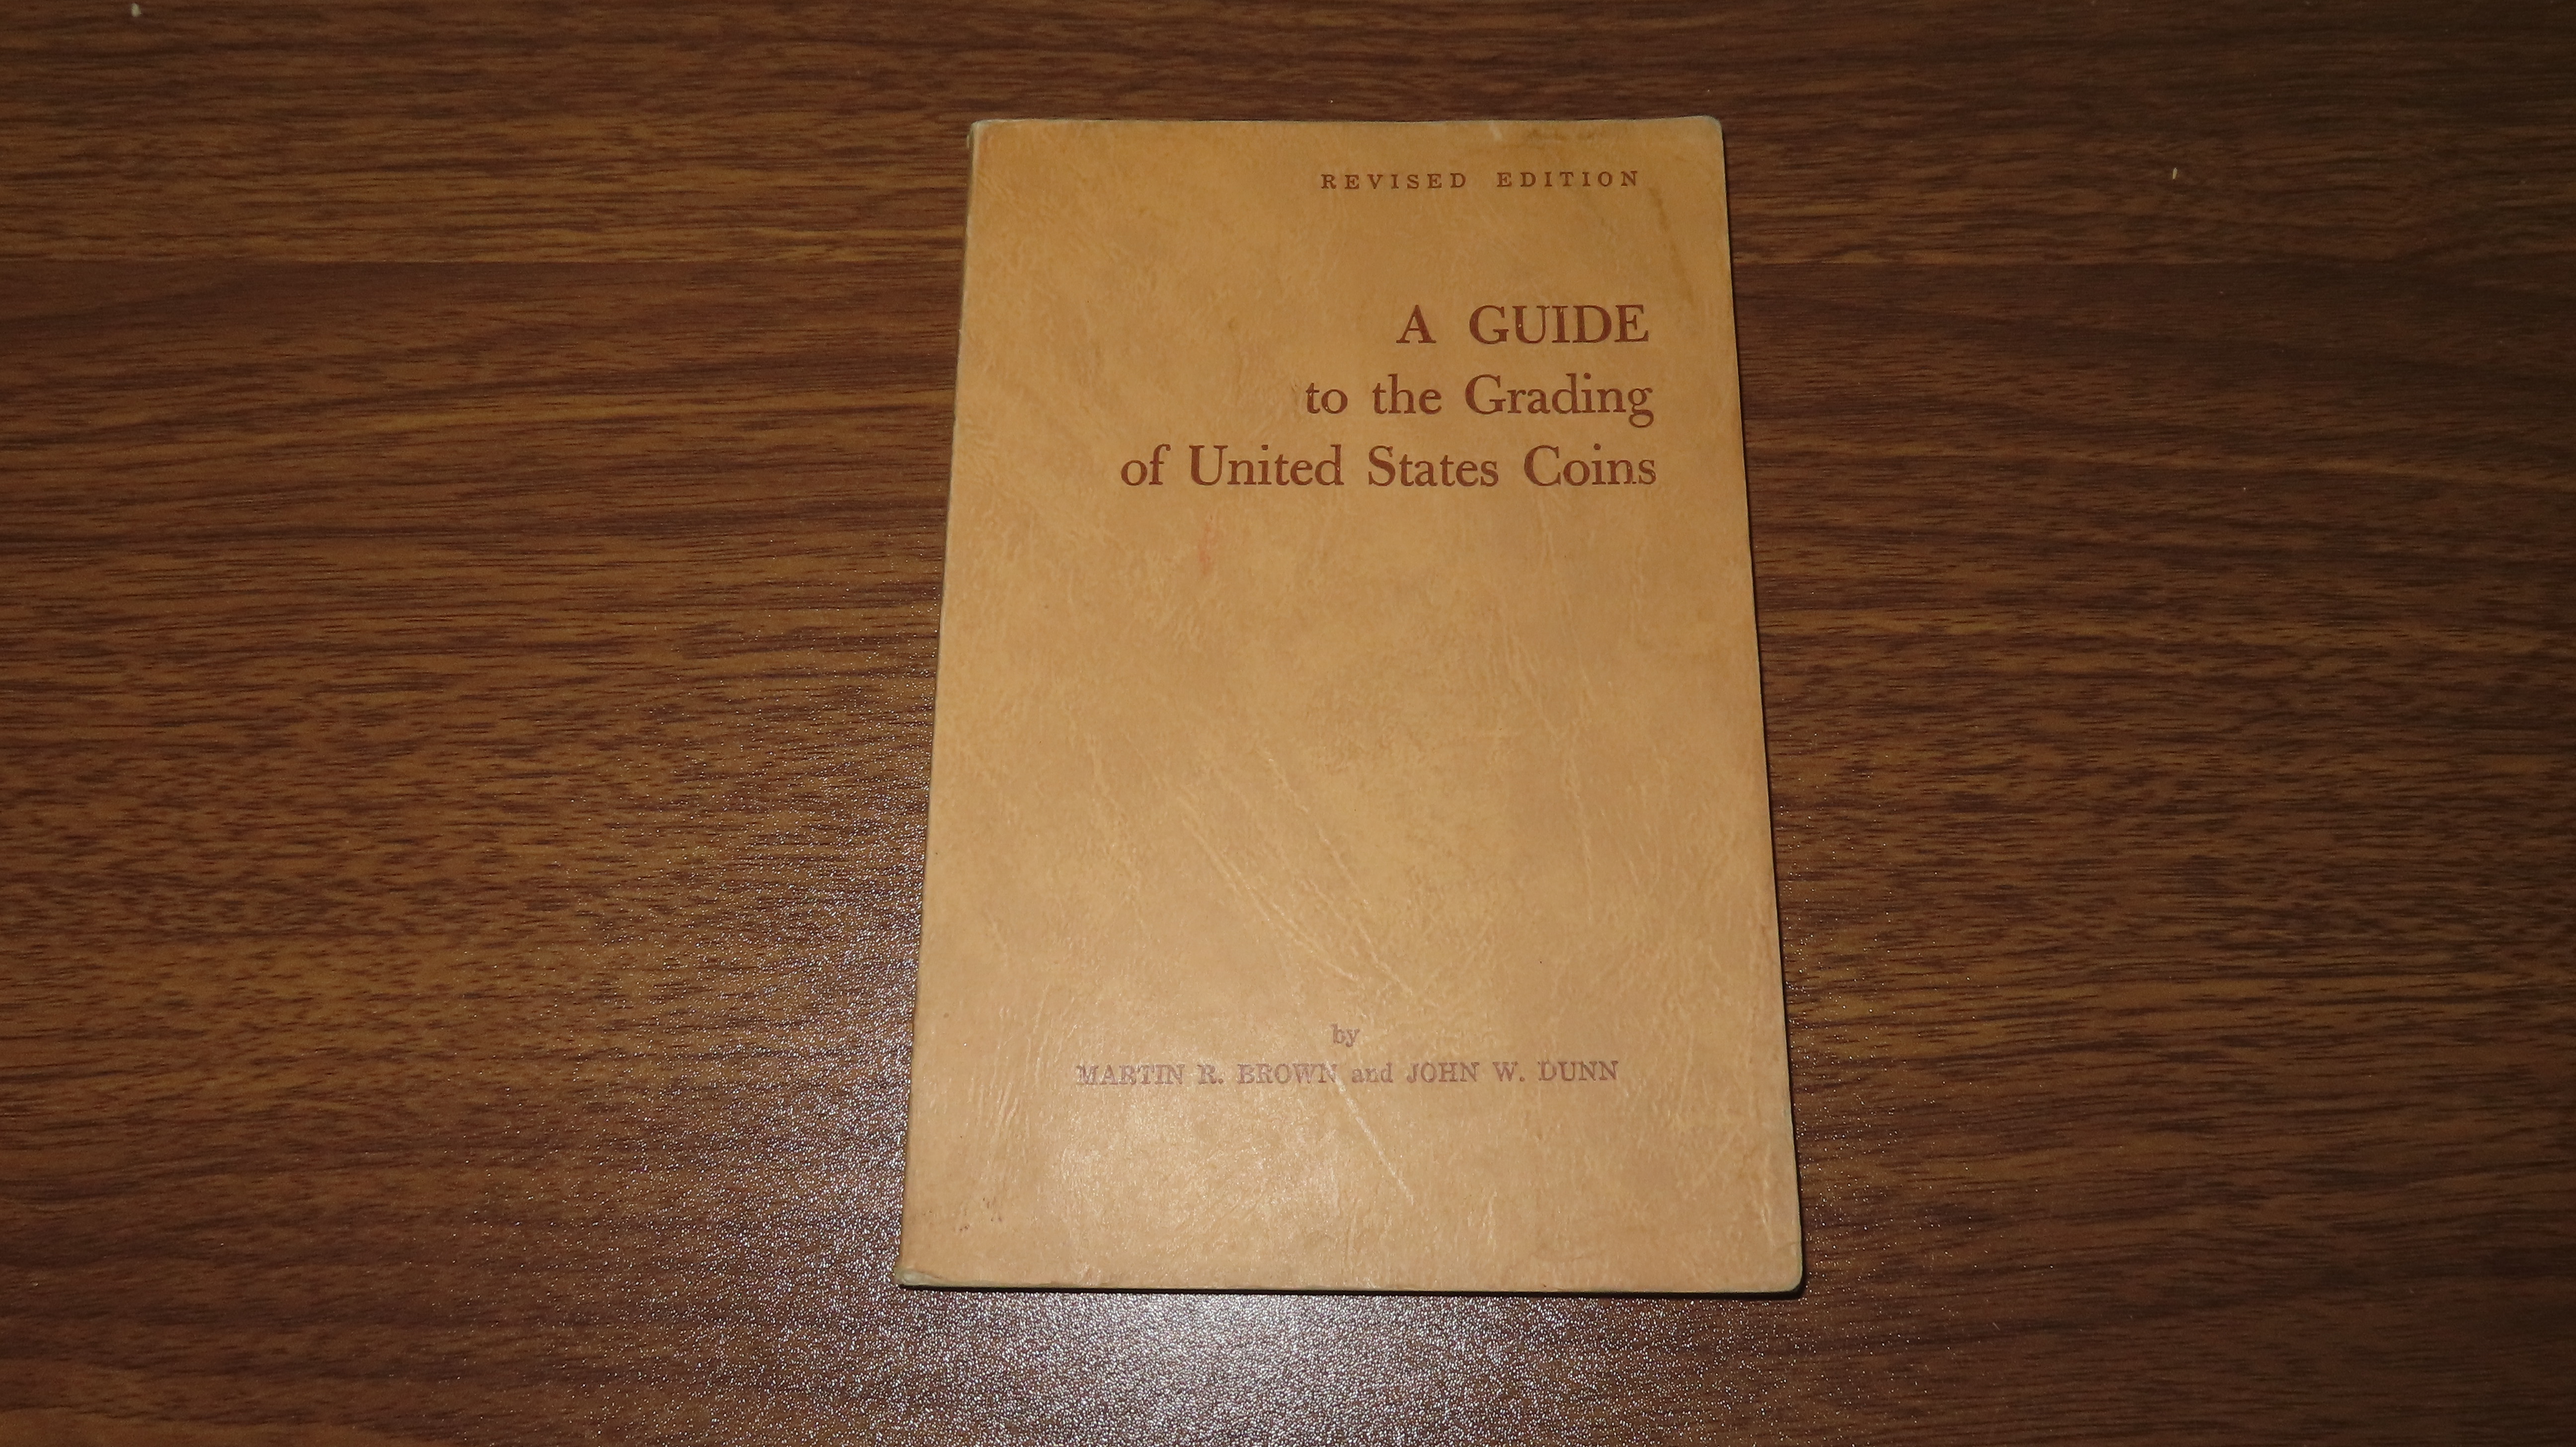 REVISED EDITION
A GUIDE
to the Grading
of United States Coins
by
MARTIN R. BROWN and JOHN W. DUNN